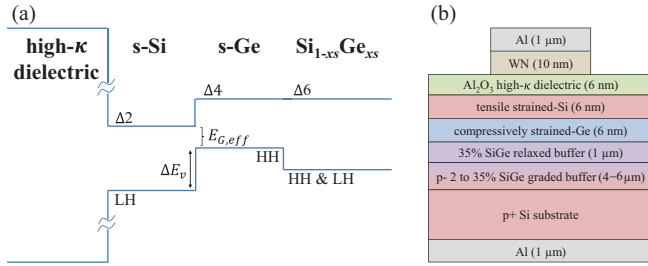 (a)
high-κ dielectric
s-Si
s-Ge
Si1-xsGexs
Δ2
Δ4
Δ6
EG,eff
ΔEv
HH
LH
HH & LH
(b)
Al (1 µm)
WN (10 nm)
Al2O3 high-κ dielectric (6 nm)
tensile strained-Si (6 nm)
compressively strained-Ge (6 nm)
35% SiGe relaxed buffer (1 µm)
p- 2 to 35% SiGe graded buffer (4−6 µm)
p+ Si substrate
Al (1 µm)